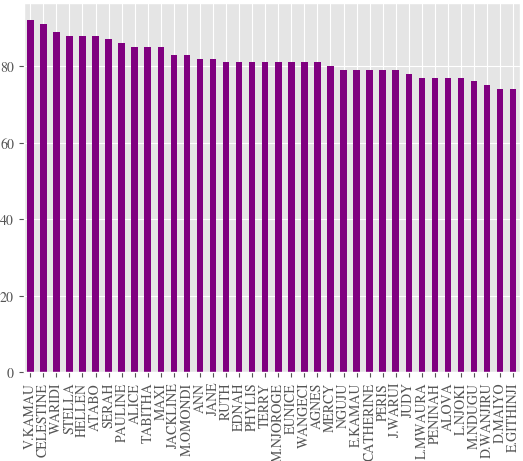 80
60
40
20
0
V.KAMAU
CELESTINE
WARIDI
STELLA
HELLEN
ATABO
SERAH
PAULINE
ALICE
TABITHA
MAXI
JACKLINE
M.OMONDI
ANN
JANE
RUTH
EDNAH
PHYLIS
TERRY
M.NJOROGE
EUNICE
WANGECI
AGNES
MERCY
NGUJU
E.KAMAU
CATHERINE
PERIS
J.WARUI
JUDY
L.MWAURA
PENINAH
ALOVA
L.NJOKI
M.NDUGU
D.WANJIRU
D.MAIYO
E.GITHINJI